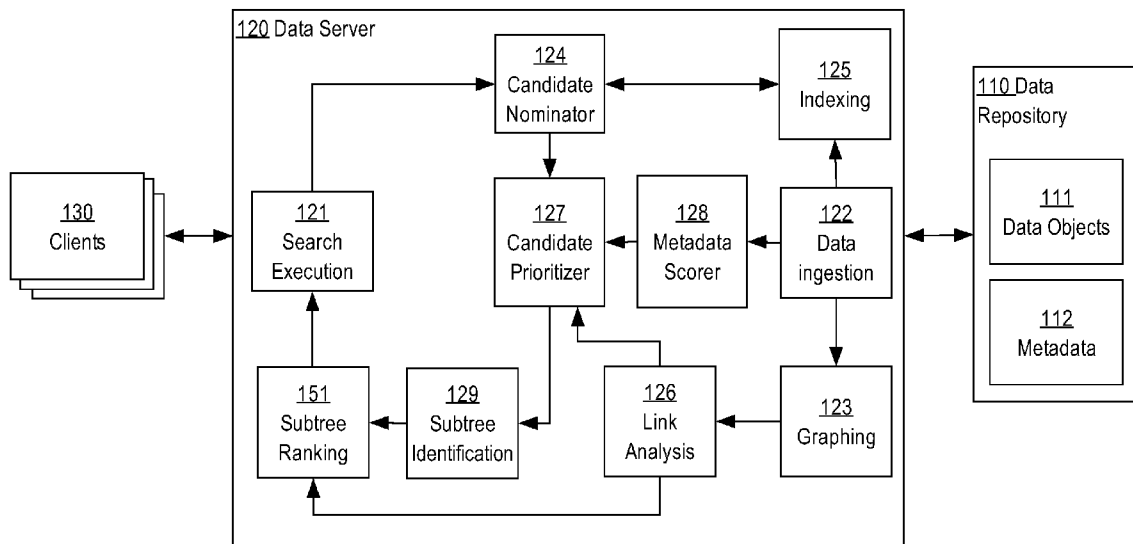 120 Data Server
124
Candidate
Nominator
125
Indexing
110 Data
Repository
130
Clients
121
Search
Execution
127
Candidate
Prioritizer
128
Metadata
Scorer
122
Data
ingestion
111
Data Objects
112
Metadata
151
Subtree
Ranking
129
Subtree
Identification
126
Link
Analysis
123
Graphing